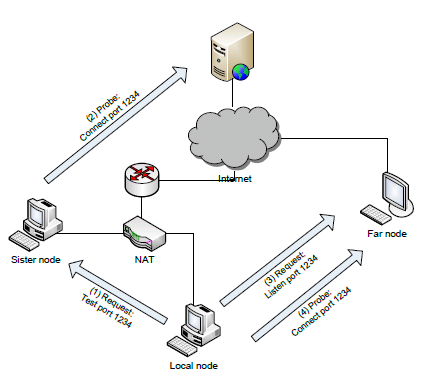 (2) Probe:
Connect port 1234
Internet
Sister node
NAT
Far node
(1) Request:
Test port 1234
(3) Request:
Listen port 1234
(4) Probe:
Connect port 1234
Local node